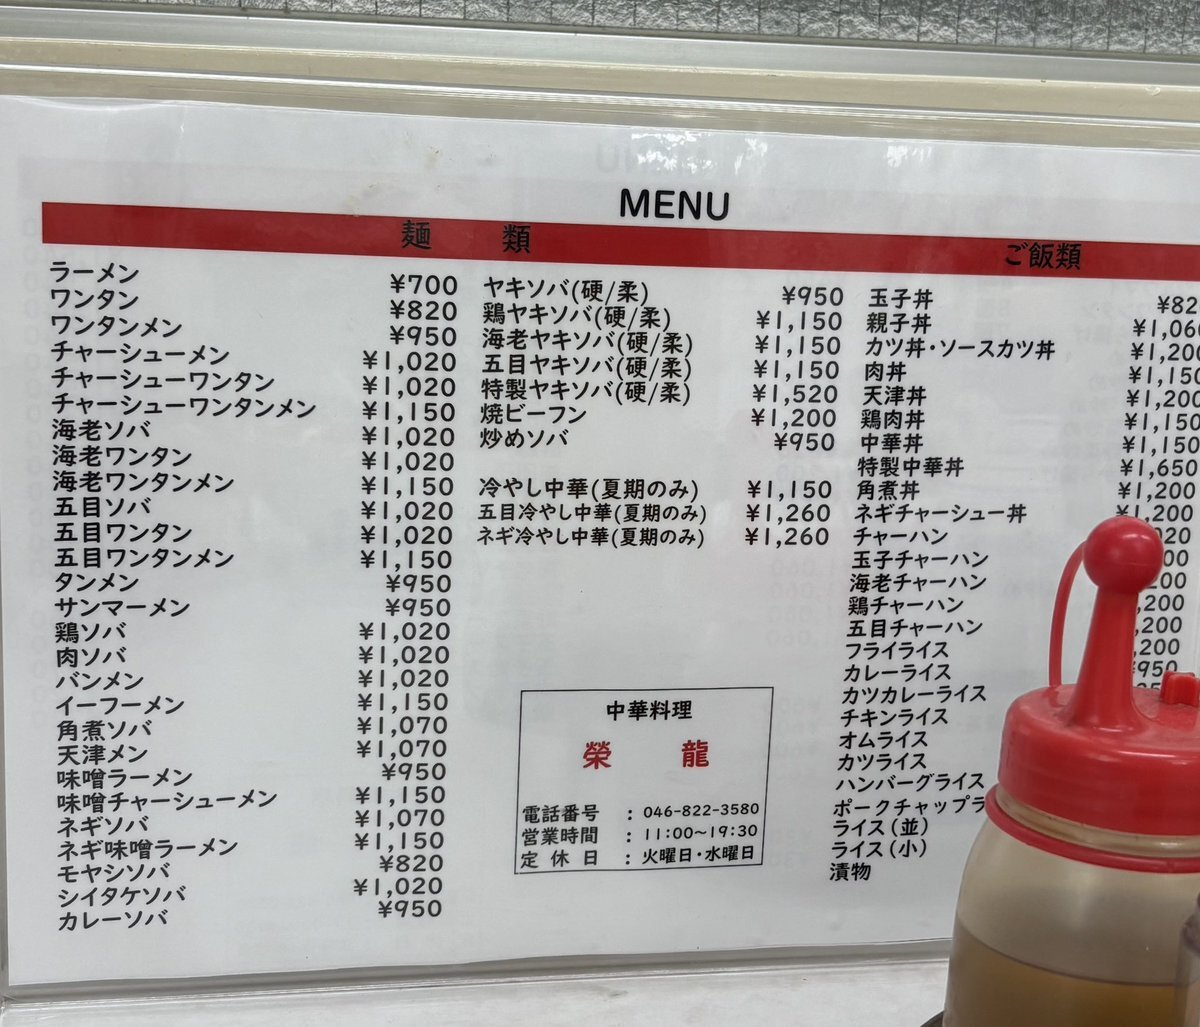 MENU
麺 類
ラーメン ¥700
ワンタン ¥820
ワンタンメン ¥950
チャーシューメン ¥1,020
チャーシューワンタン ¥1,020
チャーシューワンタンメン ¥1,150
海老ソバ ¥1,020
海老ワンタン ¥1,020
海老ワンタンメン ¥1,150
五目ソバ ¥1,020
五目ワンタン ¥1,020
五目ワンタンメン ¥1,150
タンメン ¥950
サンマーメン ¥950
鶏ソバ ¥1,020
肉ソバ ¥1,020
バンメン ¥1,020
イーフーメン ¥1,150
角煮ソバ ¥1,070
天津メン ¥1,070
味噌ラーメン ¥950
味噌チャーシューメン ¥1,150
ネギソバ ¥1,070
ネギ味噌ラーメン ¥1,150
モヤシソバ ¥820
シイタケソバ ¥1,020
カレーソバ ¥950
ヤキソバ(硬/柔) ¥950
鶏ヤキソバ(硬/柔) ¥1,150
海老ヤキソバ(硬/柔) ¥1,150
五目ヤキソバ(硬/柔) ¥1,150
特製ヤキソバ(硬/柔) ¥1,520
焼ビーフン ¥1,200
炒めソバ ¥950
冷やし中華(夏期のみ) ¥1,150
五目冷やし中華(夏期のみ) ¥1,260
ネギ冷やし中華(夏期のみ) ¥1,260
中華料理
榮 龍
電話番号 : 046-822-3580
営業時間 : 11:00~19:30
定休日 : 火曜日・水曜日
ご飯類
玉子丼 ¥82
親子丼 ¥1,06
カツ丼・ソースカツ丼 ¥1,200
肉丼 ¥1,150
天津丼 ¥1,200
鶏肉丼 ¥1,150
中華丼 ¥1,150
特製中華丼 ¥1,650
角煮丼 ¥1,200
ネギチャーシュー丼 ¥1,200
チャーハン
玉子チャーハン
海老チャーハン
鶏チャーハン
五目チャーハン
フライライス
カレーライス
カツカレーライス
チキンライス
オムライス
カツライス
ハンバーグライス
ポークチャップラ
ライス(並)
ライス(小)
漬物